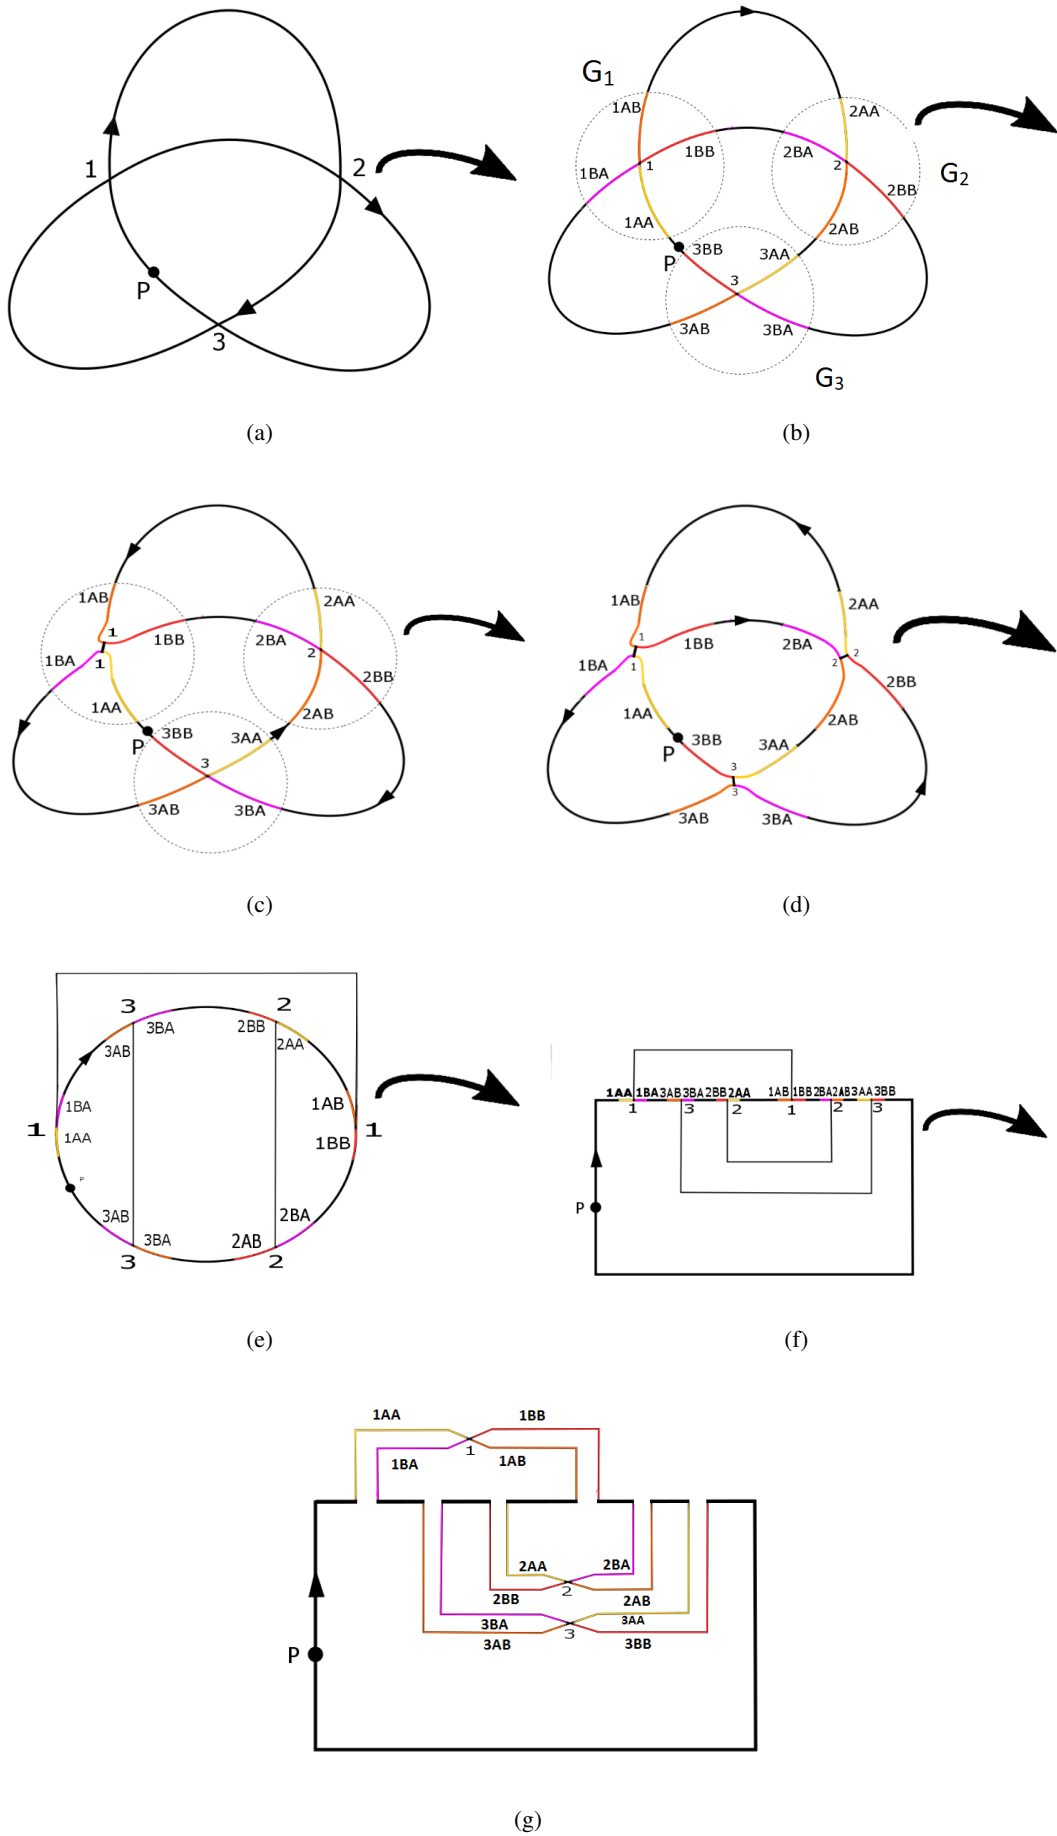 1
2
P
3
(a)
G1
1AB
2AA
1BB
2BA
1BA
1
2
G2
2BB
1AA
2AB
P
3BB
3AA
3
3AB
3BA
G3
(b)
1AB
2AA
1
1BB
2BA
1BA
1
2
2BB
1AA
2AB
P
3BB
3AA
3
3AB
3BA
(c)
1AB
2AA
1
1BB
2BA
1BA
1
2
2
2BB
1AA
2AB
P
3BB
3AA
3
3
3AB
3BA
(d)
3
2
3BA
2BB
3AB
2AA
1BA
1AB
1
1AA
1BB
1
P
3AB
2BA
3BA
2AB
3
2
(e)
1AA 1BA 3AB 3BA 2BB 2AA 1AB 1BB 2BA 2AB 3AA 3BB
1 3 2 1 2 3
P
(f)
1AA
1BB
1
1BA
1AB
2AA
2BA
2BB
2
2AB
3BA
3AA
3AB
3
3BB
P
(g)